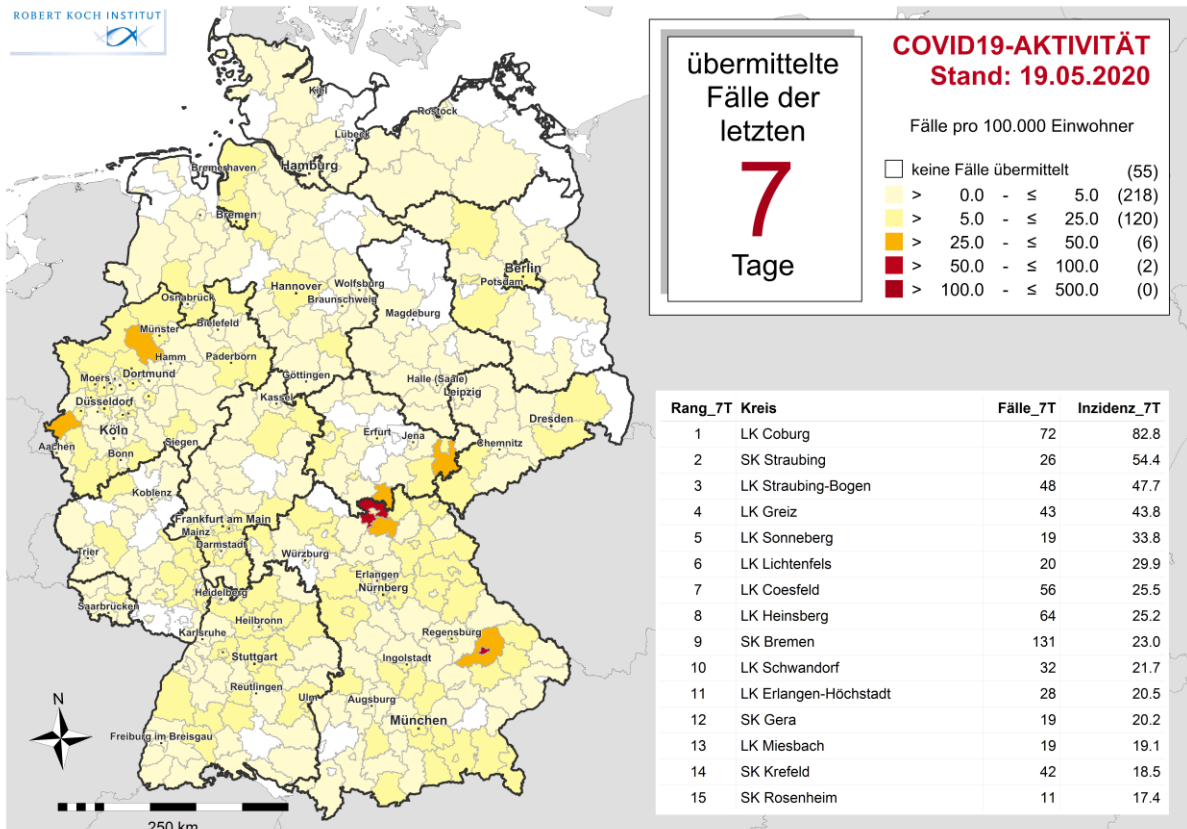 ROBERT KOCH INSTITUT
übermittelte
Fälle der
letzten
7
Tage
COVID19-AKTIVITÄT
Stand: 19.05.2020
Fälle pro 100.000 Einwohner
keine Fälle übermittelt (55)
> 0.0 - ≤ 5.0 (218)
> 5.0 - ≤ 25.0 (120)
> 25.0 - ≤ 50.0 (6)
> 50.0 - ≤ 100.0 (2)
> 100.0 - ≤ 500.0 (0)
Kiel
Rostock
Lübeck
Hamburg
Bremerhaven
Bremen
Berlin
Potsdam
Hannover
Wolfsburg
Braunschweig
Osnabrück
Magdeburg
Münster
Bielefeld
Hamm
Paderborn
Moers
Dortmund
Göttingen
Halle (Saale)
Leipzig
Düsseldorf
Kassel
Dresden
Köln
Erfurt
Jena
Chemnitz
Aachen
Bonn
Siegen
Koblenz
Frankfurt am Main
Mainz
Darmstadt
Trier
Würzburg
Erlangen
Nürnberg
Saarbrücken
Heidelberg
Heilbronn
Karlsruhe
Regensburg
Stuttgart
Ingolstadt
Reutlingen
Ulm
Augsburg
München
Freiburg im Breisgau
N
250 km
Rang_7T Kreis Fälle_7T Inzidenz_7T
1 LK Coburg 72 82.8
2 SK Straubing 26 54.4
3 LK Straubing-Bogen 48 47.7
4 LK Greiz 43 43.8
5 LK Sonneberg 19 33.8
6 LK Lichtenfels 20 29.9
7 LK Coesfeld 56 25.5
8 LK Heinsberg 64 25.2
9 SK Bremen 131 23.0
10 LK Schwandorf 32 21.7
11 LK Erlangen-Höchstadt 28 20.5
12 SK Gera 19 20.2
13 LK Miesbach 19 19.1
14 SK Krefeld 42 18.5
15 SK Rosenheim 11 17.4